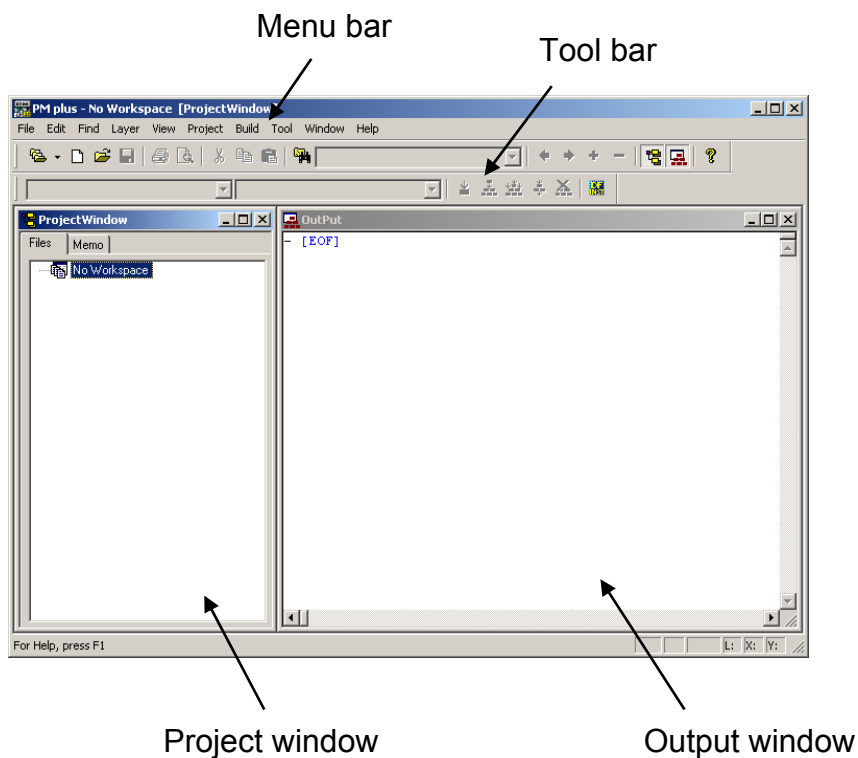 Menu bar
Tool bar
PM plus - No Workspace [ProjectWindow]
File Edit Find Layer View Project Build Tool Window Help
ProjectWindow
OutPut
Files Memo
- [EOF]
No Workspace
For Help, press F1
L: X: Y:
Project window
Output window